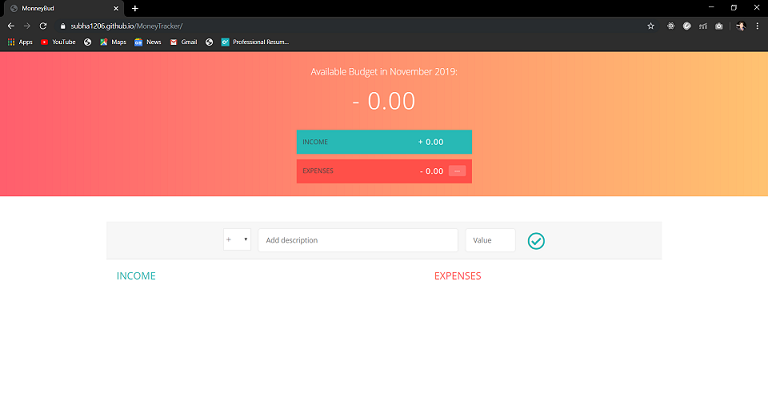 MonneyBud
subha1206.github.io/MoneyTracker/
Apps YouTube Maps News Gmail Professional Resum...
Available Budget in November 2019:
- 0.00
INCOME + 0.00
EXPENSES - 0.00 ---
+ Add description Value
INCOME EXPENSES